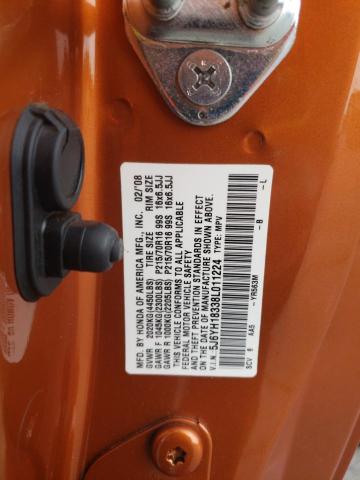 MFD. BY HONDA OF AMERICA MFG., INC. 02/'08
GVWR 2020KG(4450LBS) TIRE SIZE RIM SIZE
GAWR F 1045KG(2300LBS) P215/70R16 99S 16x6.5JJ
GAWR R 1000KG(2205LBS) P215/70R16 99S 16x6.5JJ
THIS VEHICLE CONFORMS TO ALL APPLICABLE
FEDERAL MOTOR VEHICLE SAFETY
AND THEFT PREVENTION STANDARDS IN EFFECT
ON THE DATE OF MANUFACTURE SHOWN ABOVE.
V.I.N.: 5J6YH18338L011224 TYPE: MPV
SCV 6 AA5 -YR563M -B -L